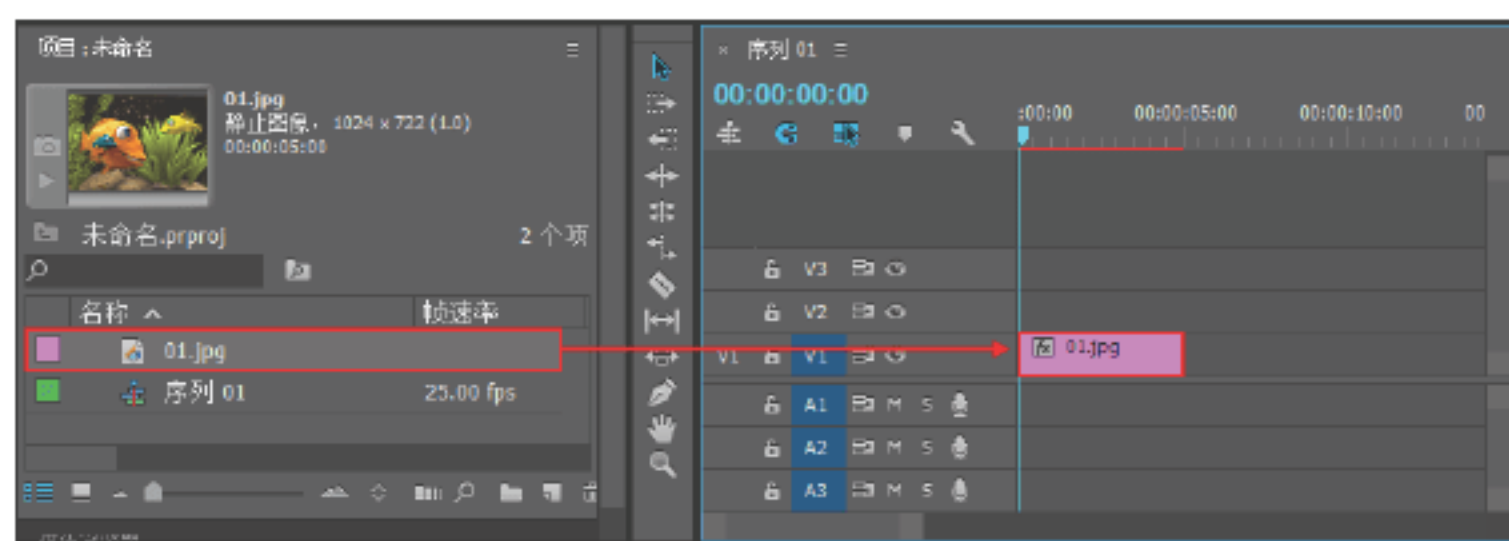 项目:未命名
01.jpg
静止图像, 1024 x 722 (1.0)
00:00:05:00
未命名.prproj
2 个项
名称
帧速率
01.jpg
序列 01
25.00 fps
× 序列 01
00:00:00:00
:00:00 00:00:05:00 00:00:10:00 00
V3
V2
V1 V1
01.jpg
A1 M S
A2 M S
A3 M S